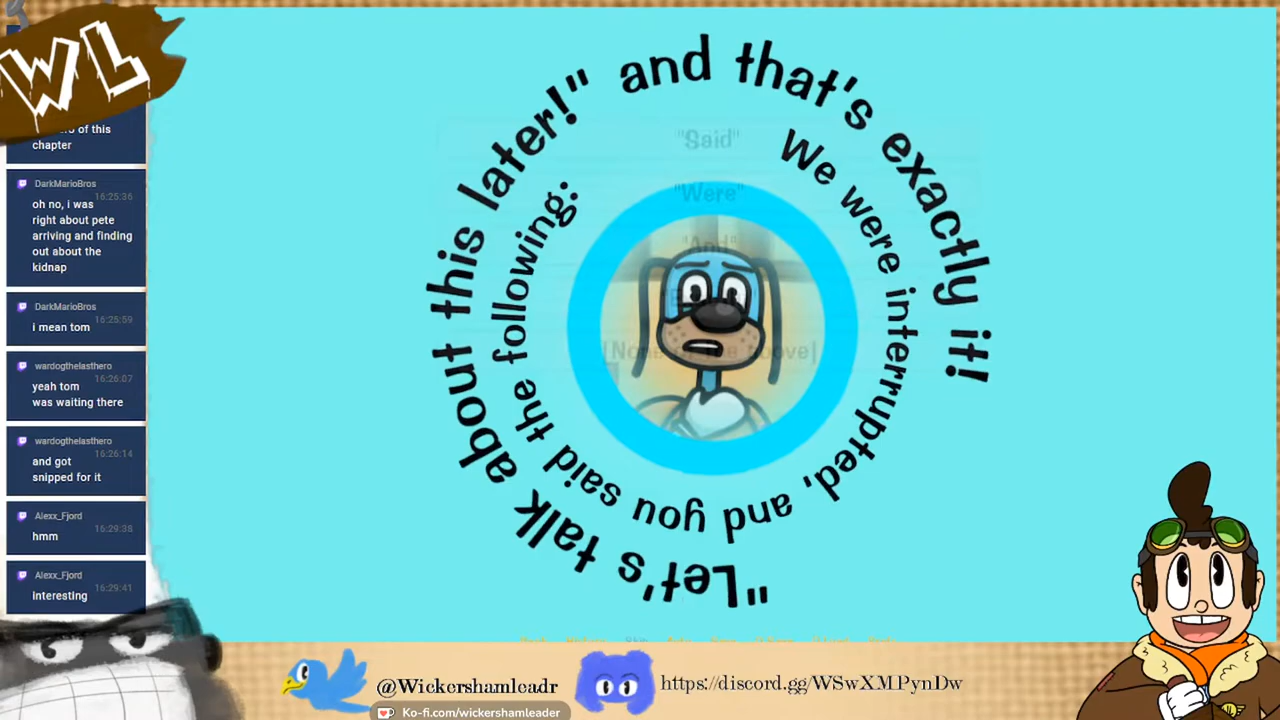 WL
of this
chapter
DarkMarioBros
16:25:36
oh no, i was
right about pete
arriving and finding
out about the
kidnap
DarkMarioBros
16:25:59
i mean tom
wardogthelasthero
16:26:07
yeah tom
was waiting there
wardogthelasthero
16:26:14
and got
snipped for it
Alexx_Fjord
16:29:38
hmm
Alexx_Fjord
16:29:41
interesting
We were interrupted, and you said the following:
"Let's talk about this later!" and that's exactly it!
"Said"
"Were"
"And"
@Wickershamleadr
Ko-fi.com/wickershamleader
https://discord.gg/WSwXMPynDw